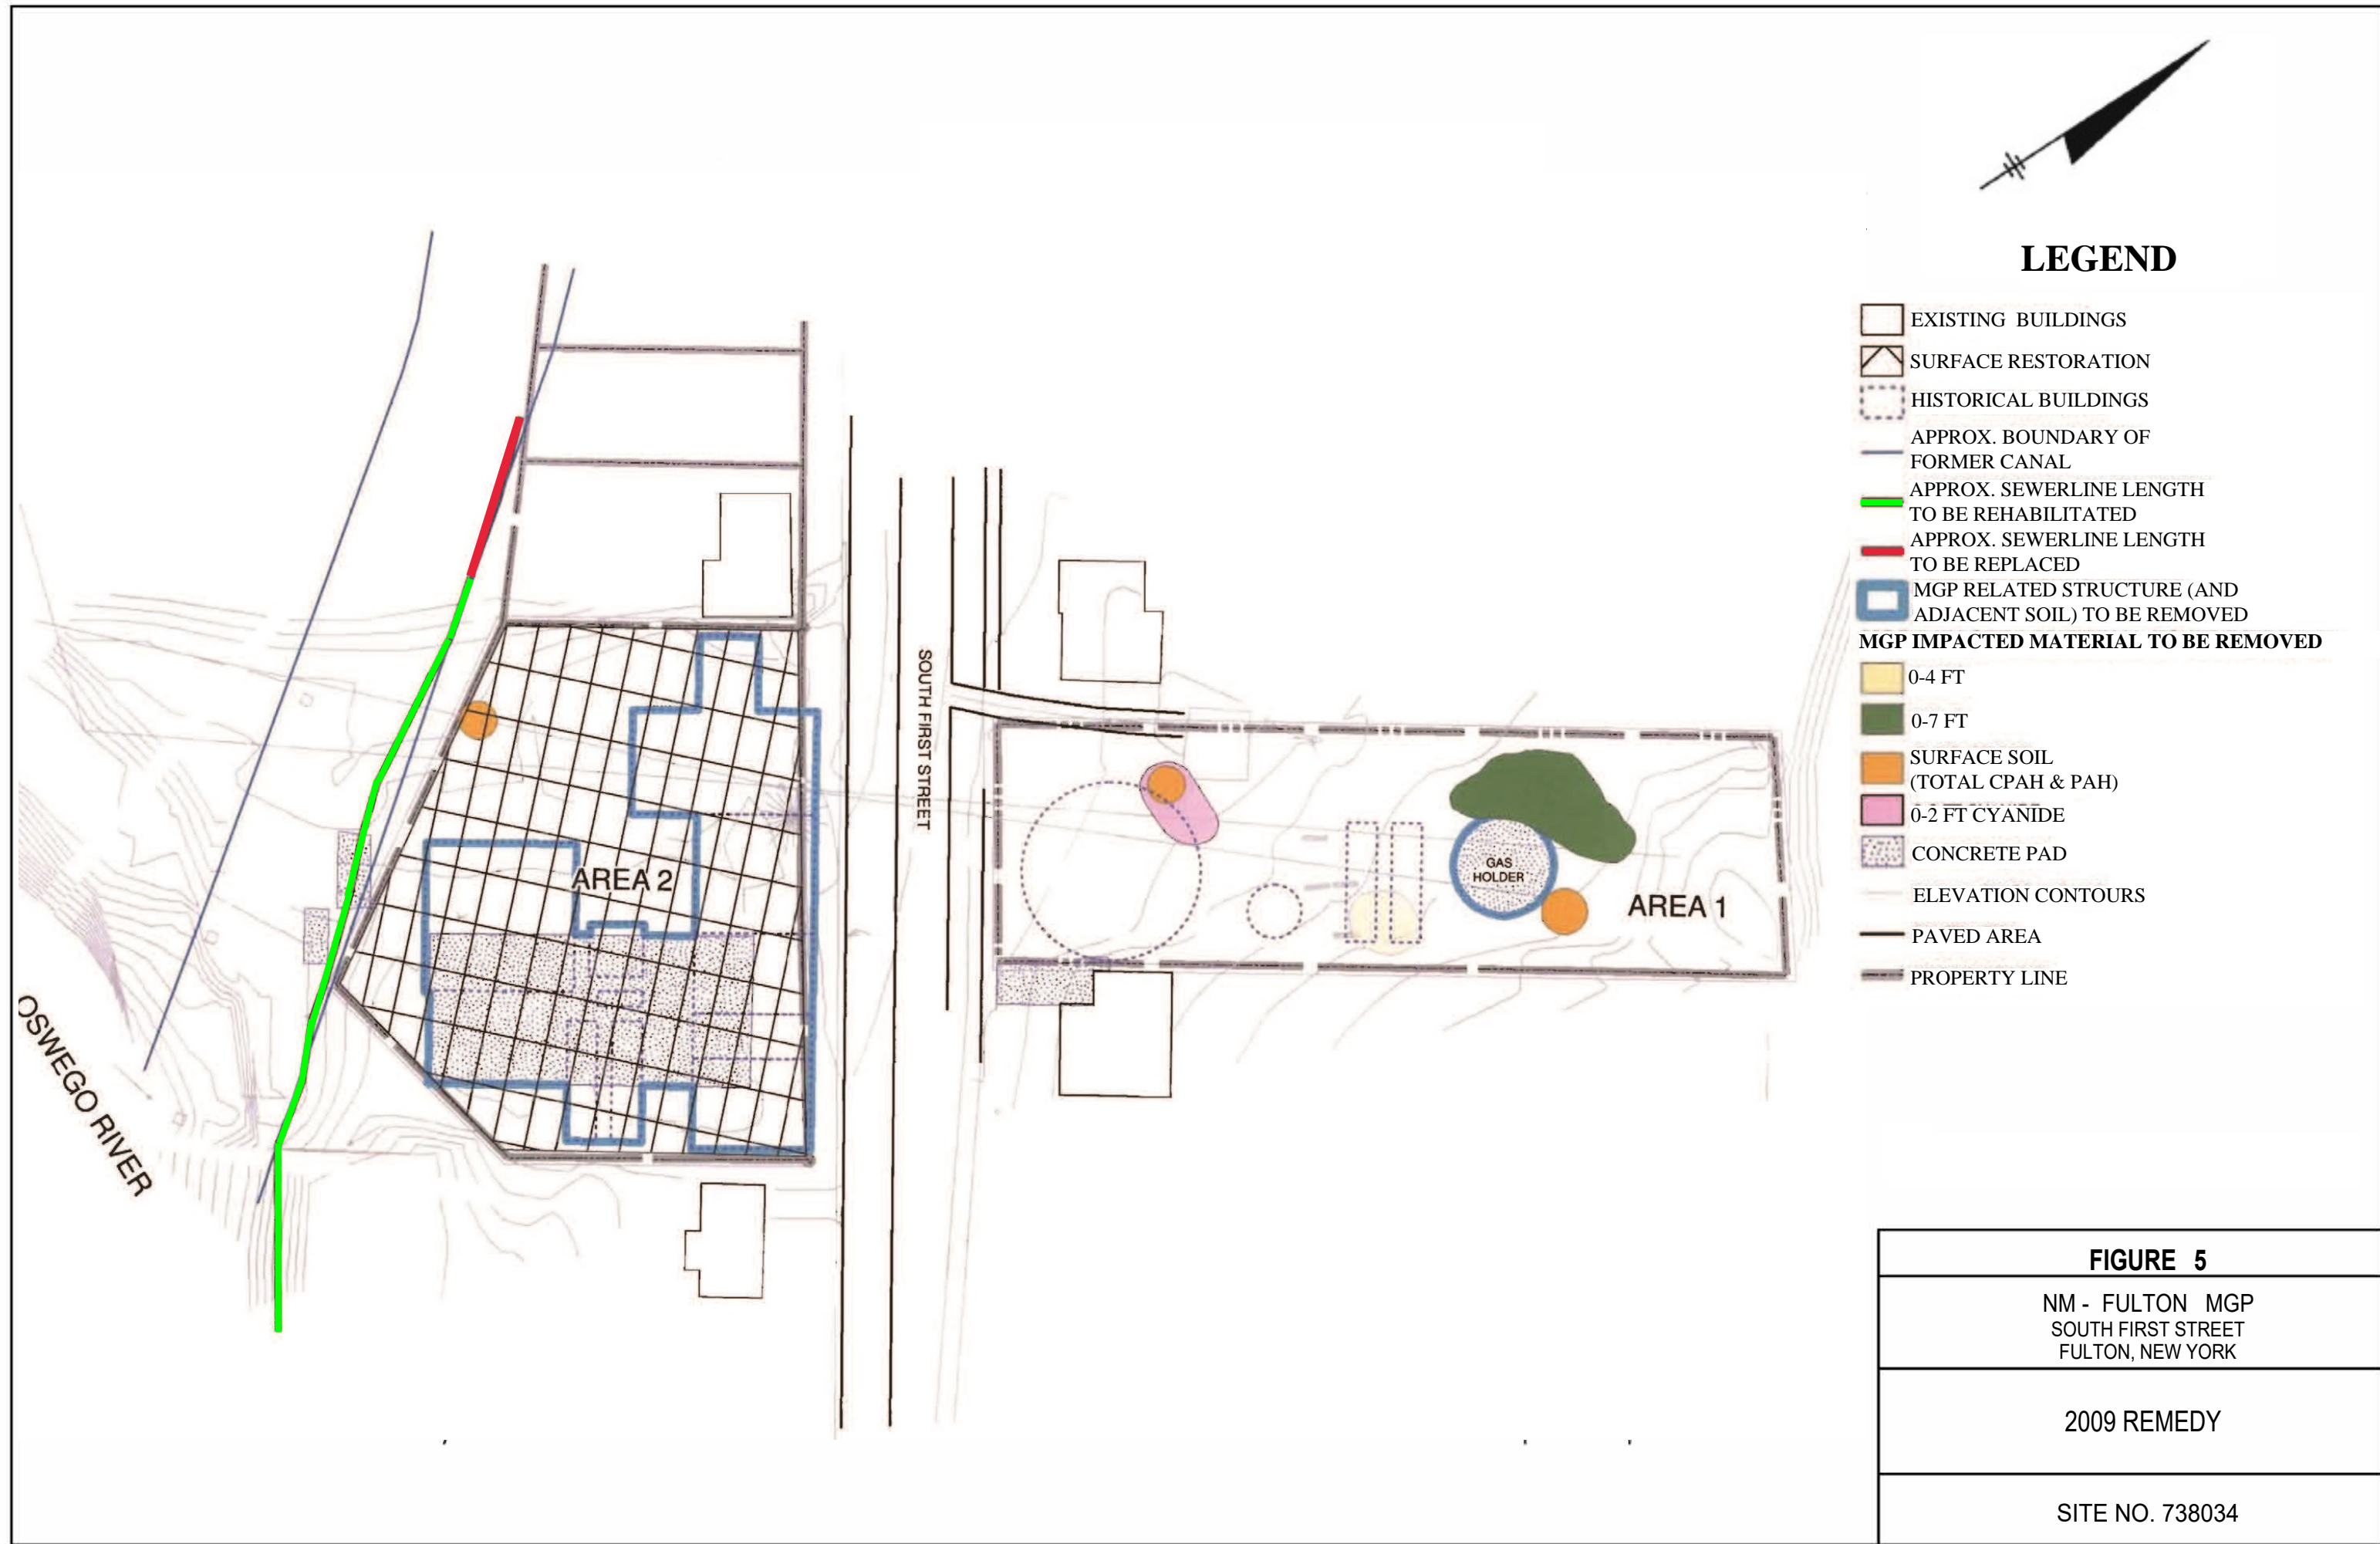 LEGEND
EXISTING BUILDINGS
SURFACE RESTORATION
HISTORICAL BUILDINGS
APPROX. BOUNDARY OF
FORMER CANAL
APPROX. SEWERLINE LENGTH
TO BE REHABILITATED
APPROX. SEWERLINE LENGTH
TO BE REPLACED
MGP RELATED STRUCTURE (AND
ADJACENT SOIL) TO BE REMOVED
MGP IMPACTED MATERIAL TO BE REMOVED
0-4 FT
0-7 FT
SURFACE SOIL
(TOTAL CPAH & PAH)
0-2 FT CYANIDE
CONCRETE PAD
ELEVATION CONTOURS
PAVED AREA
PROPERTY LINE
SOUTH FIRST STREET
AREA 2
GAS
HOLDER
AREA 1
OSWEGO RIVER
FIGURE 5
NM - FULTON MGP
SOUTH FIRST STREET
FULTON, NEW YORK
2009 REMEDY
SITE NO. 738034